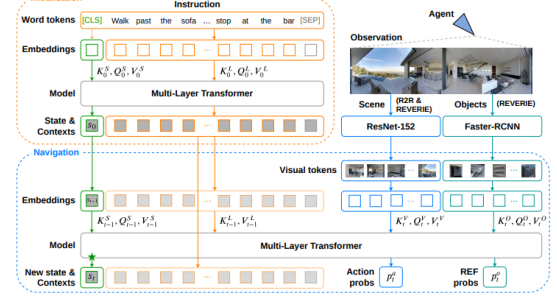 Instruction
Word tokens [CLS] Walk past the sofa ... stop at the bar [SEP]
Agent
Observation
Embeddings
K_0^S, Q_0^S, V_0^S K_0^L, Q_0^L, V_0^L
Scene (R2R & REVERIE) Objects (REVERIE)
Model Multi-Layer Transformer
State & Contexts s_0
ResNet-152 Faster-RCNN
Navigation
Visual tokens
Embeddings s_{t-1}
K_{t-1}^S, Q_{t-1}^S, V_{t-1}^S K_{t-1}^L, V_{t-1}^L K_t^V, Q_t^V, V_t^V K_t^O, Q_t^O, V_t^O
Model Multi-Layer Transformer
New state & Contexts s_t
Action probs p_t^a REF probs p_t^o